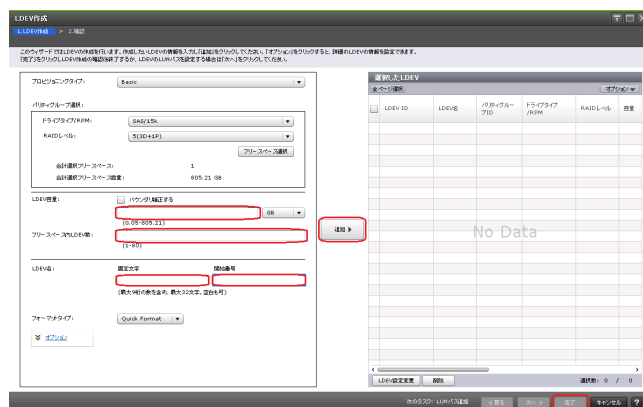 LDEV作成
1.LDEV作成 > 2.確認
このウィザードではLDEVの作成を行います。作成したいLDEVの情報を入力し「追加」をクリックしてください。「オプション」をクリックすると、詳細のLDEVの情報を設定できます。
「完了」をクリックしLDEV作成の確認後終了するか、LDEVのLUNパスを設定する場合は「次へ」をクリックしてください。
プロビジョニングタイプ: Basic
パリティグループ選択:
ドライブタイプ/RPM: SAS/15k
RAIDレベル: 5(3D+1P)
フリースペース選択
合計選択フリースペース: 1
合計選択フリースペース容量: 805.21 GB
LDEV容量: バウンダリ補正する
GB
(0.05-805.21)
フリースペース内LDEV数:
(1-80)
LDEV名: 固定文字 開始番号
(最大9桁の数を含め、最大32文字、空白も可)
フォーマットタイプ: Quick Format
オプション
追加
選択したLDEV
全ページ選択 オプション
LDEV ID LDEV名 パリティグループID ドライブタイプ/RPM RAIDレベル 容量
No Data
LDEV設定変更 削除 選択数: 0 / 0
次のタスク: LUNパス追加 戻る 次へ 完了 キャンセル ?